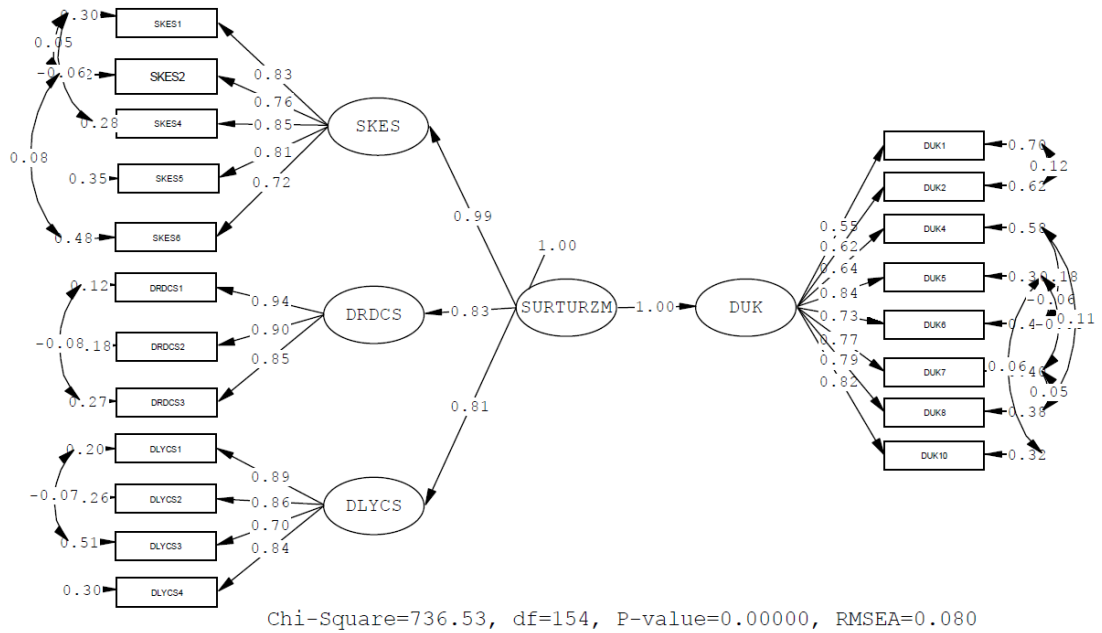 0.30 SKES1
0.05
-0.06 2 SKES2
0.28 SKES4
0.08
0.35 SKES5
0.48 SKES6
0.83
0.76
0.85
0.81
0.72
SKES
0.99
0.12 DRDCS1
-0.08 .18 DRDCS2
0.27 DRDCS3
0.94
0.90
0.85
DRDCS
0.83
0.20 DLYCS1
-0.07 .26 DLYCS2
0.51 DLYCS3
0.30 DLYCS4
0.89
0.86
0.70
0.84
DLYCS
0.81
1.00
SURTURZM
1.00
DUK
0.55
0.62
0.64
0.84
0.73
0.77
0.79
0.82
DUK1 0.70
0.12
DUK2 0.62
DUK4 0.58
DUK5 0.3 0.18
-0.06
DUK6 0.4 -0
0.11
DUK7 0.06 .46
0.05
DUK8 0.38
DUK10 0.32
Chi-Square=736.53, df=154, P-value=0.00000, RMSEA=0.080